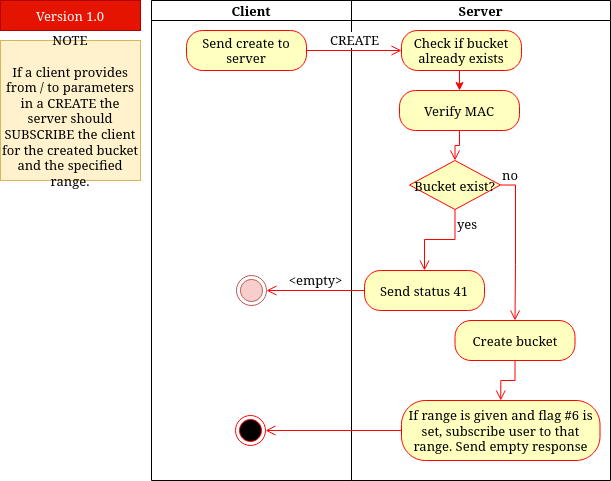 Version 1.0
NOTE
If a client provides
from / to parameters
in a CREATE the
server should
SUBSCRIBE the client
for the created bucket
and the specified
range.
Client
Server
Send create to
server
CREATE
Check if bucket
already exists
Verify MAC
Bucket exist?
no
yes
<empty>
Send status 41
Create bucket
If range is given and flag #6 is
set, subscribe user to that
range. Send empty response